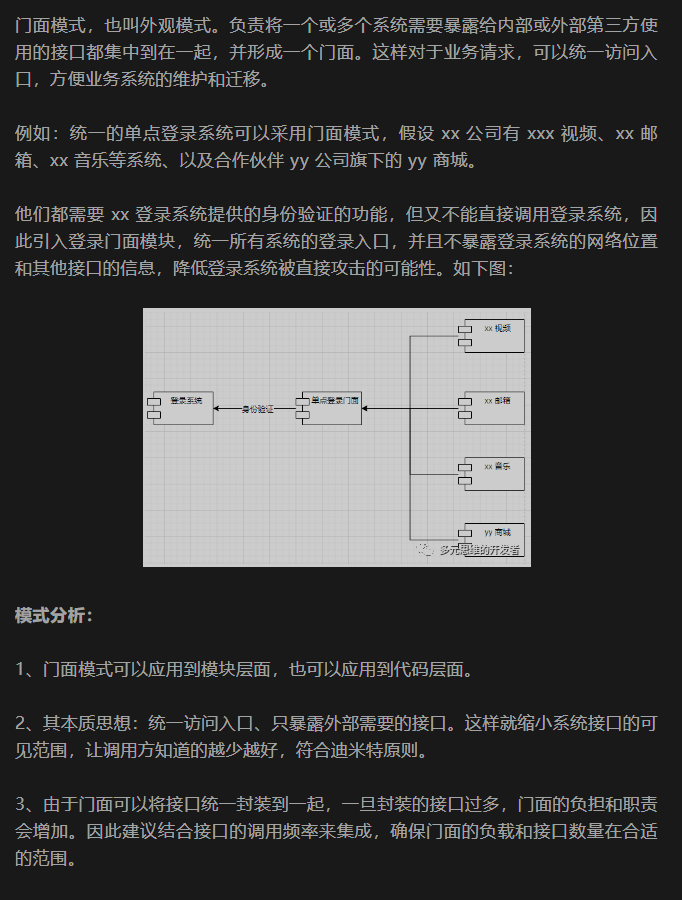 门面模式，也叫外观模式。负责将一个或多个系统需要暴露给内部或外部第三方使
用的接口都集中到在一起，并形成一个门面。这样对于业务请求，可以统一访问入
口，方便业务系统的维护和迁移。
例如：统一的单点登录系统可以采用门面模式，假设 xx 公司有 xxx 视频、xx 邮
箱、xx 音乐等系统、以及合作伙伴 yy 公司旗下的 yy 商城。
他们都需要 xx 登录系统提供的身份验证的功能，但又不能直接调用登录系统，因
此引入登录门面模块，统一所有系统的登录入口，并且不暴露登录系统的网络位置
和其他接口的信息，降低登录系统被直接攻击的可能性。如下图：
xx 视频
登录系统
身份验证
单点登录门面
xx 邮箱
xx 音乐
yy 商城
多元思维的开发者
模式分析：
1、门面模式可以应用到模块层面，也可以应用到代码层面。
2、其本质思想：统一访问入口、只暴露外部需要的接口。这样就缩小系统接口的可
见范围，让调用方知道的越少越好，符合迪米特原则。
3、由于门面可以将接口统一封装到一起，一旦封装的接口过多，门面的负担和职责
会增加。因此建议结合接口的调用频率来集成，确保门面的负载和接口数量在合适
的范围。